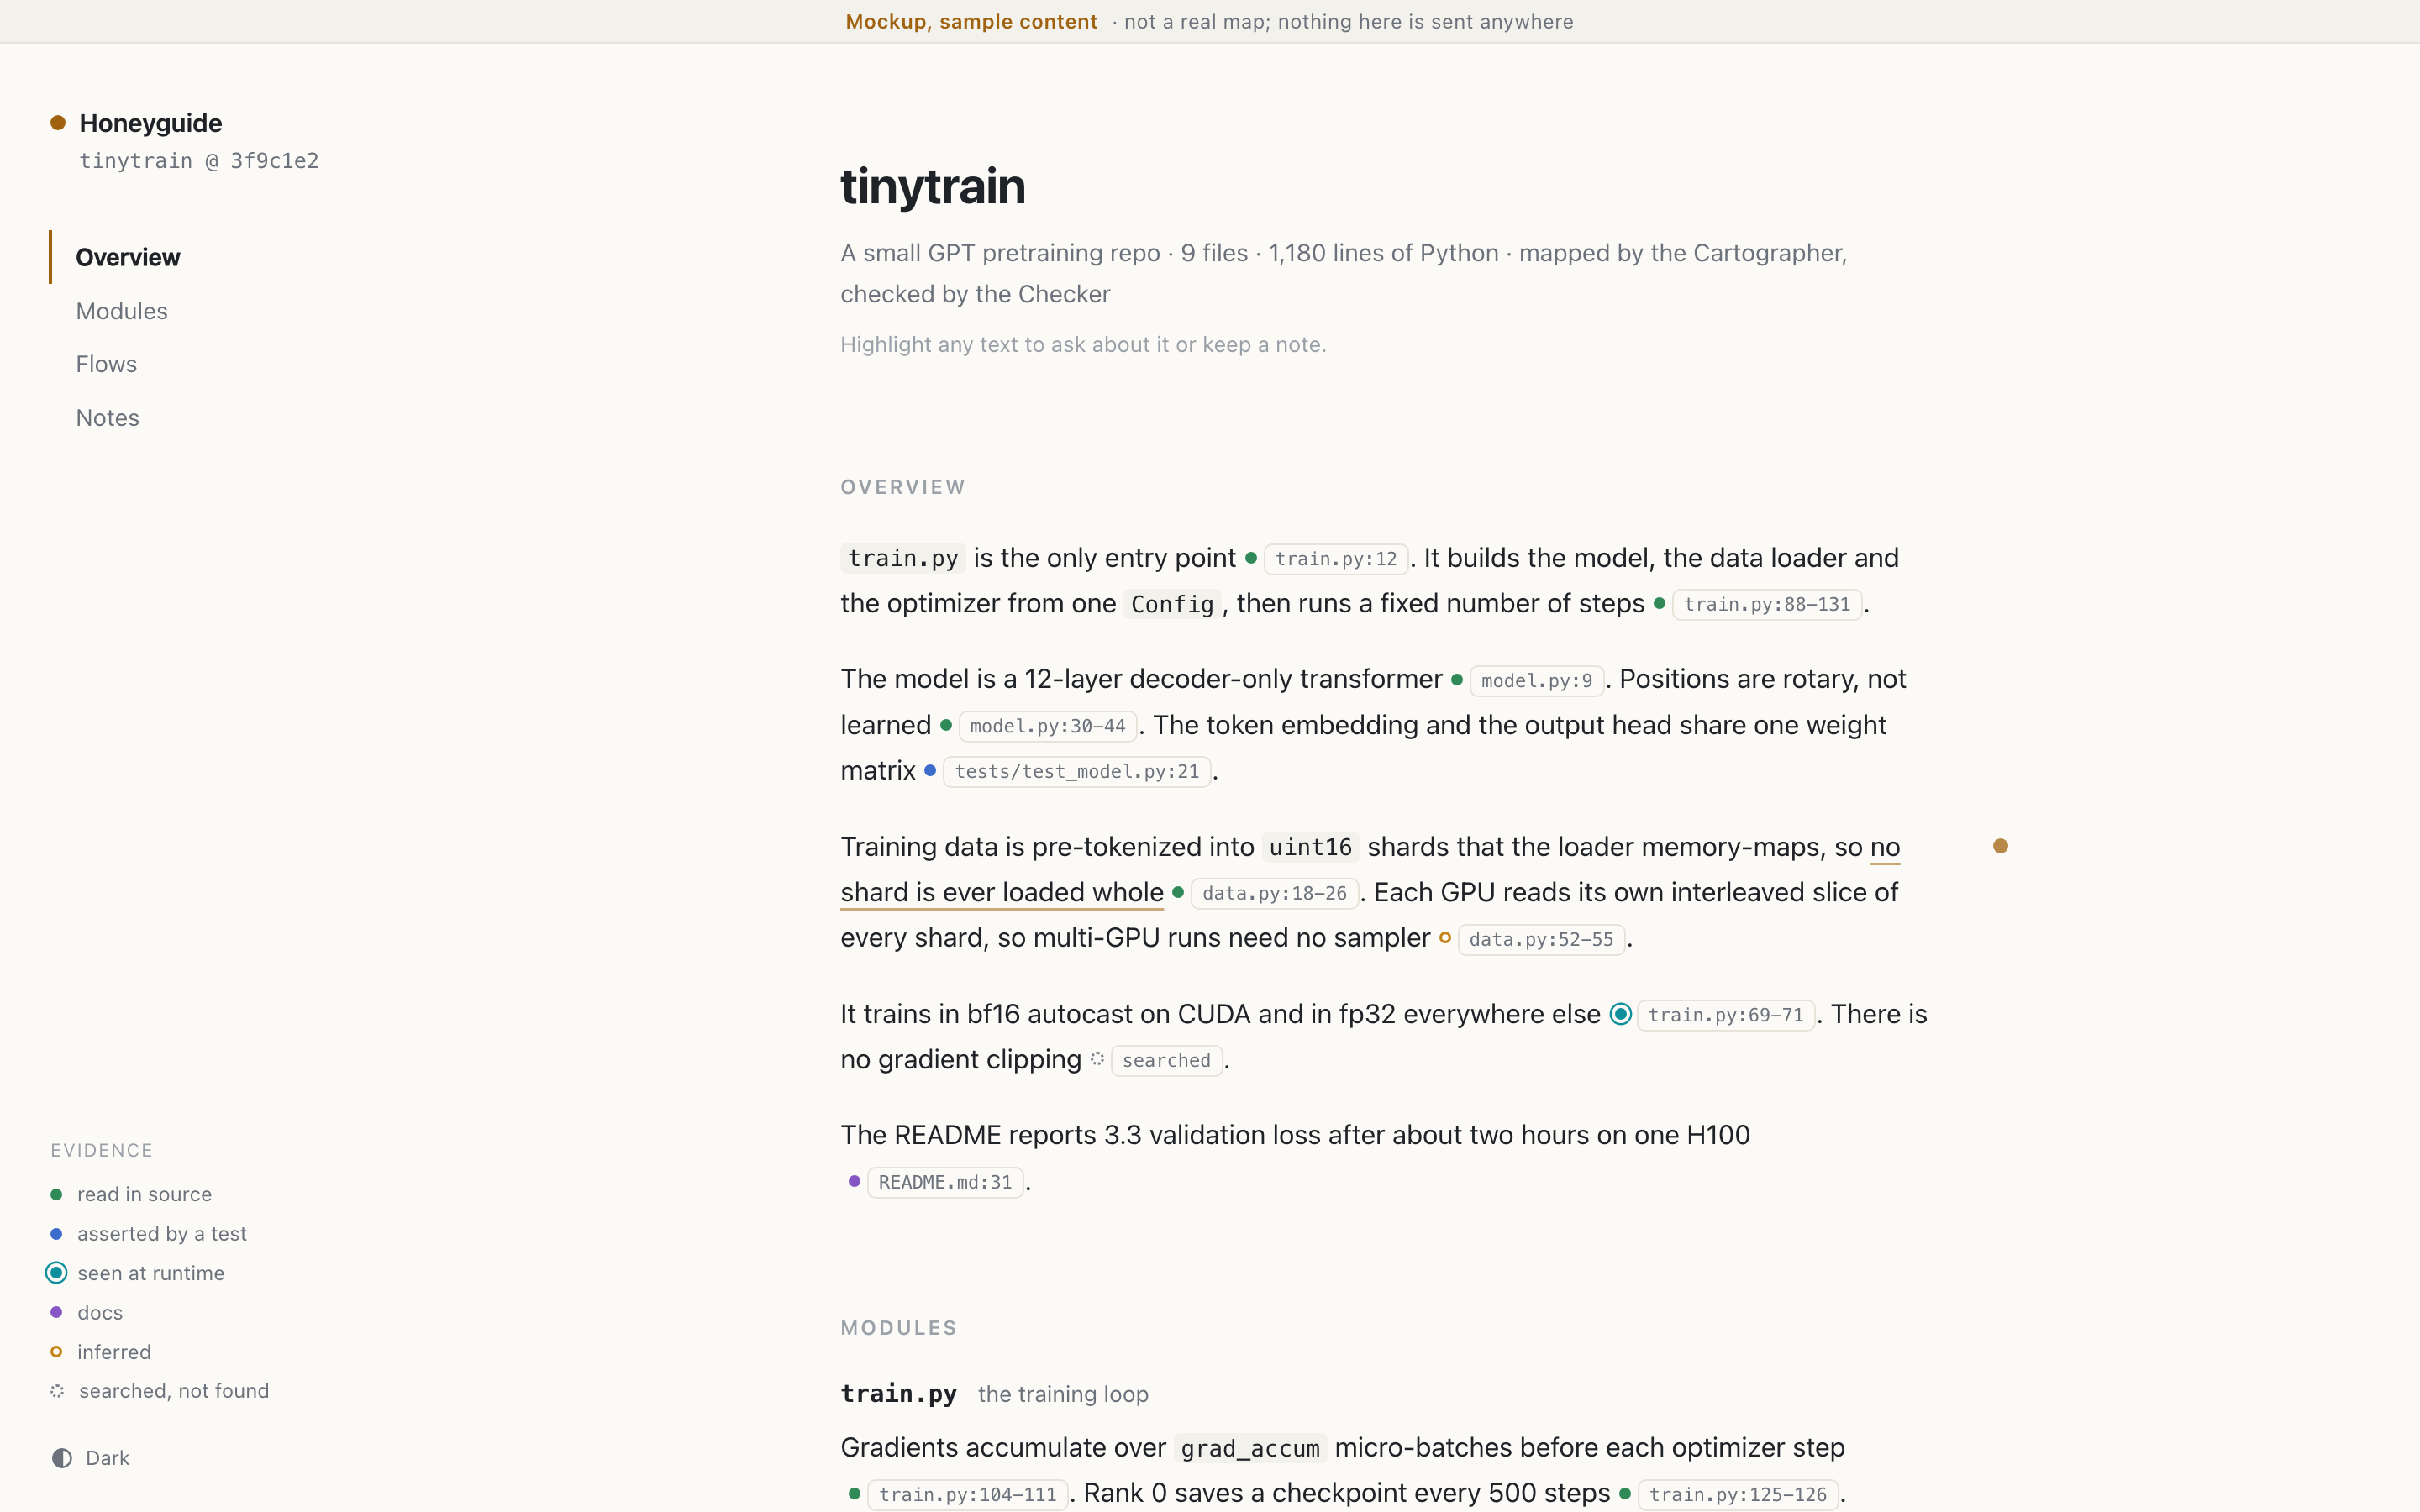 Mockup, sample content · not a real map; nothing here is sent anywhere
Honeyguide
tinytrain @ 3f9c1e2
Overview
Modules
Flows
Notes
EVIDENCE
read in source
asserted by a test
seen at runtime
docs
inferred
searched, not found
Dark
tinytrain
A small GPT pretraining repo · 9 files · 1,180 lines of Python · mapped by the Cartographer,
checked by the Checker
Highlight any text to ask about it or keep a note.
OVERVIEW
train.py is the only entry point train.py:12. It builds the model, the data loader and
the optimizer from one Config, then runs a fixed number of steps train.py:88–131.
The model is a 12-layer decoder-only transformer model.py:9. Positions are rotary, not
learned model.py:30–44. The token embedding and the output head share one weight
matrix tests/test_model.py:21.
Training data is pre-tokenized into uint16 shards that the loader memory-maps, so no
shard is ever loaded whole data.py:18–26. Each GPU reads its own interleaved slice of
every shard, so multi-GPU runs need no sampler data.py:52–55.
It trains in bf16 autocast on CUDA and in fp32 everywhere else train.py:69–71. There is
no gradient clipping searched.
The README reports 3.3 validation loss after about two hours on one H100
README.md:31.
MODULES
train.py the training loop
Gradients accumulate over grad_accum micro-batches before each optimizer step
train.py:104–111. Rank 0 saves a checkpoint every 500 steps train.py:125–126.